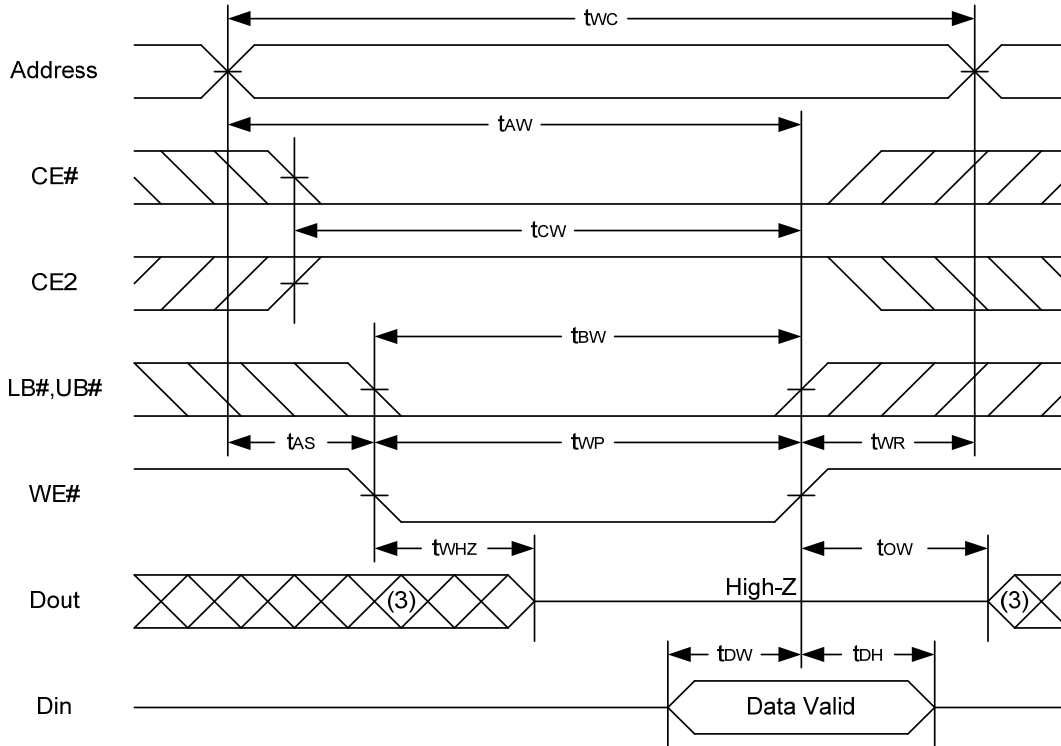 tWC
Address
tAW
CE#
tCW
CE2
tBW
LB#,UB#
tAS
tWP
tWR
WE#
tWHZ
tOW
Dout
(3)
High-Z
(3)
tDW
tDH
Din
Data Valid